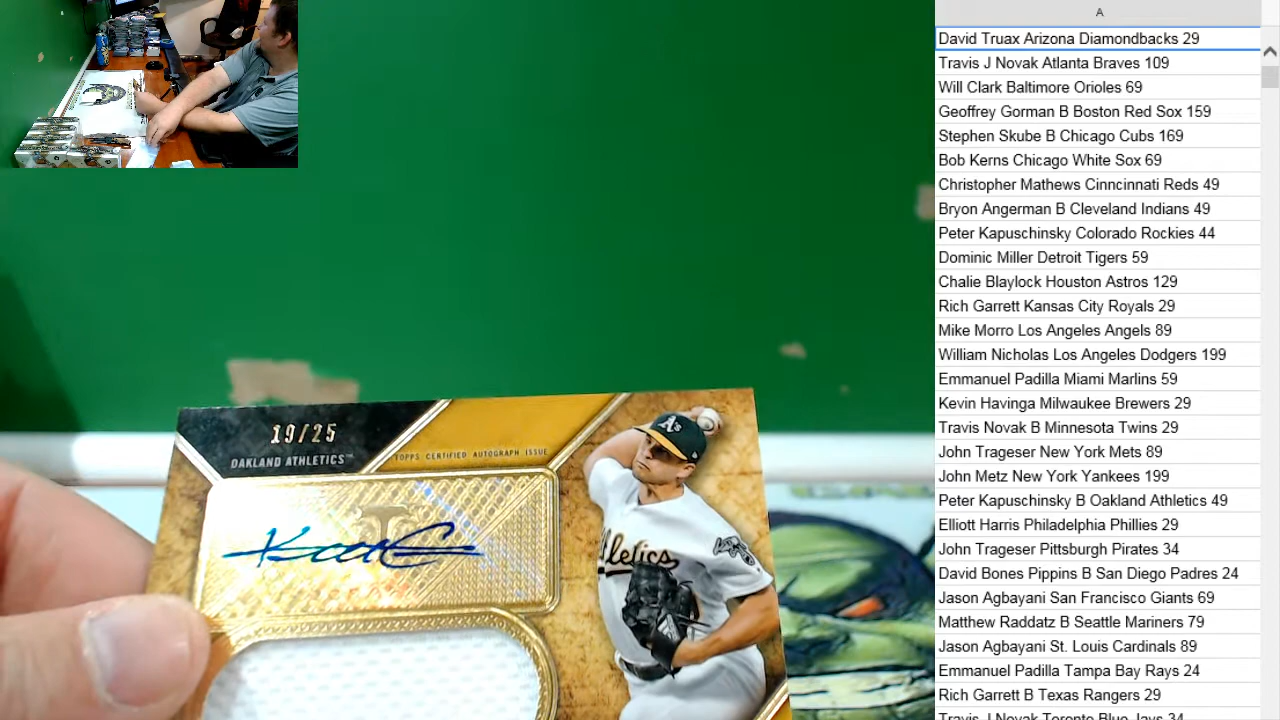 A
David Truax Arizona Diamondbacks 29
Travis J Novak Atlanta Braves 109
Will Clark Baltimore Orioles 69
Geoffrey Gorman B Boston Red Sox 159
Stephen Skube B Chicago Cubs 169
Bob Kerns Chicago White Sox 69
Christopher Mathews Cinncinnati Reds 49
Bryon Angerman B Cleveland Indians 49
Peter Kapuschinsky Colorado Rockies 44
Dominic Miller Detroit Tigers 59
Chalie Blaylock Houston Astros 129
Rich Garrett Kansas City Royals 29
Mike Morro Los Angeles Angels 89
William Nicholas Los Angeles Dodgers 199
Emmanuel Padilla Miami Marlins 59
Kevin Havinga Milwaukee Brewers 29
Travis Novak B Minnesota Twins 29
John Trageser New York Mets 89
John Metz New York Yankees 199
Peter Kapuschinsky B Oakland Athletics 49
Elliott Harris Philadelphia Phillies 29
John Trageser Pittsburgh Pirates 34
David Bones Pippins B San Diego Padres 24
Jason Agbayani San Francisco Giants 69
Matthew Raddatz B Seattle Mariners 79
Jason Agbayani St. Louis Cardinals 89
Emmanuel Padilla Tampa Bay Rays 24
Rich Garrett B Texas Rangers 29
Travis J Novak Toronto Blue Jays 34
19/25
OAKLAND ATHLETICS™
TOPPS CERTIFIED AUTOGRAPH ISSUE
A's
thletics